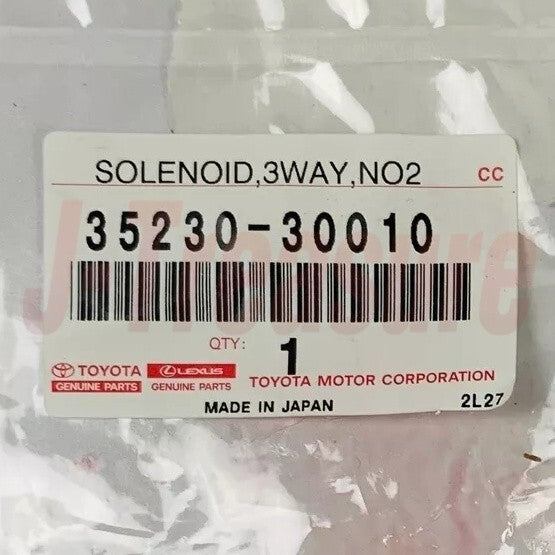 SOLENOID,3WAY,NO2 CC
35230-30010
J-Treasure
QTY: 1
TOYOTA LEXUS
GENUINE PARTS GENUINE PARTS TOYOTA MOTOR CORPORATION
MADE IN JAPAN 2L27